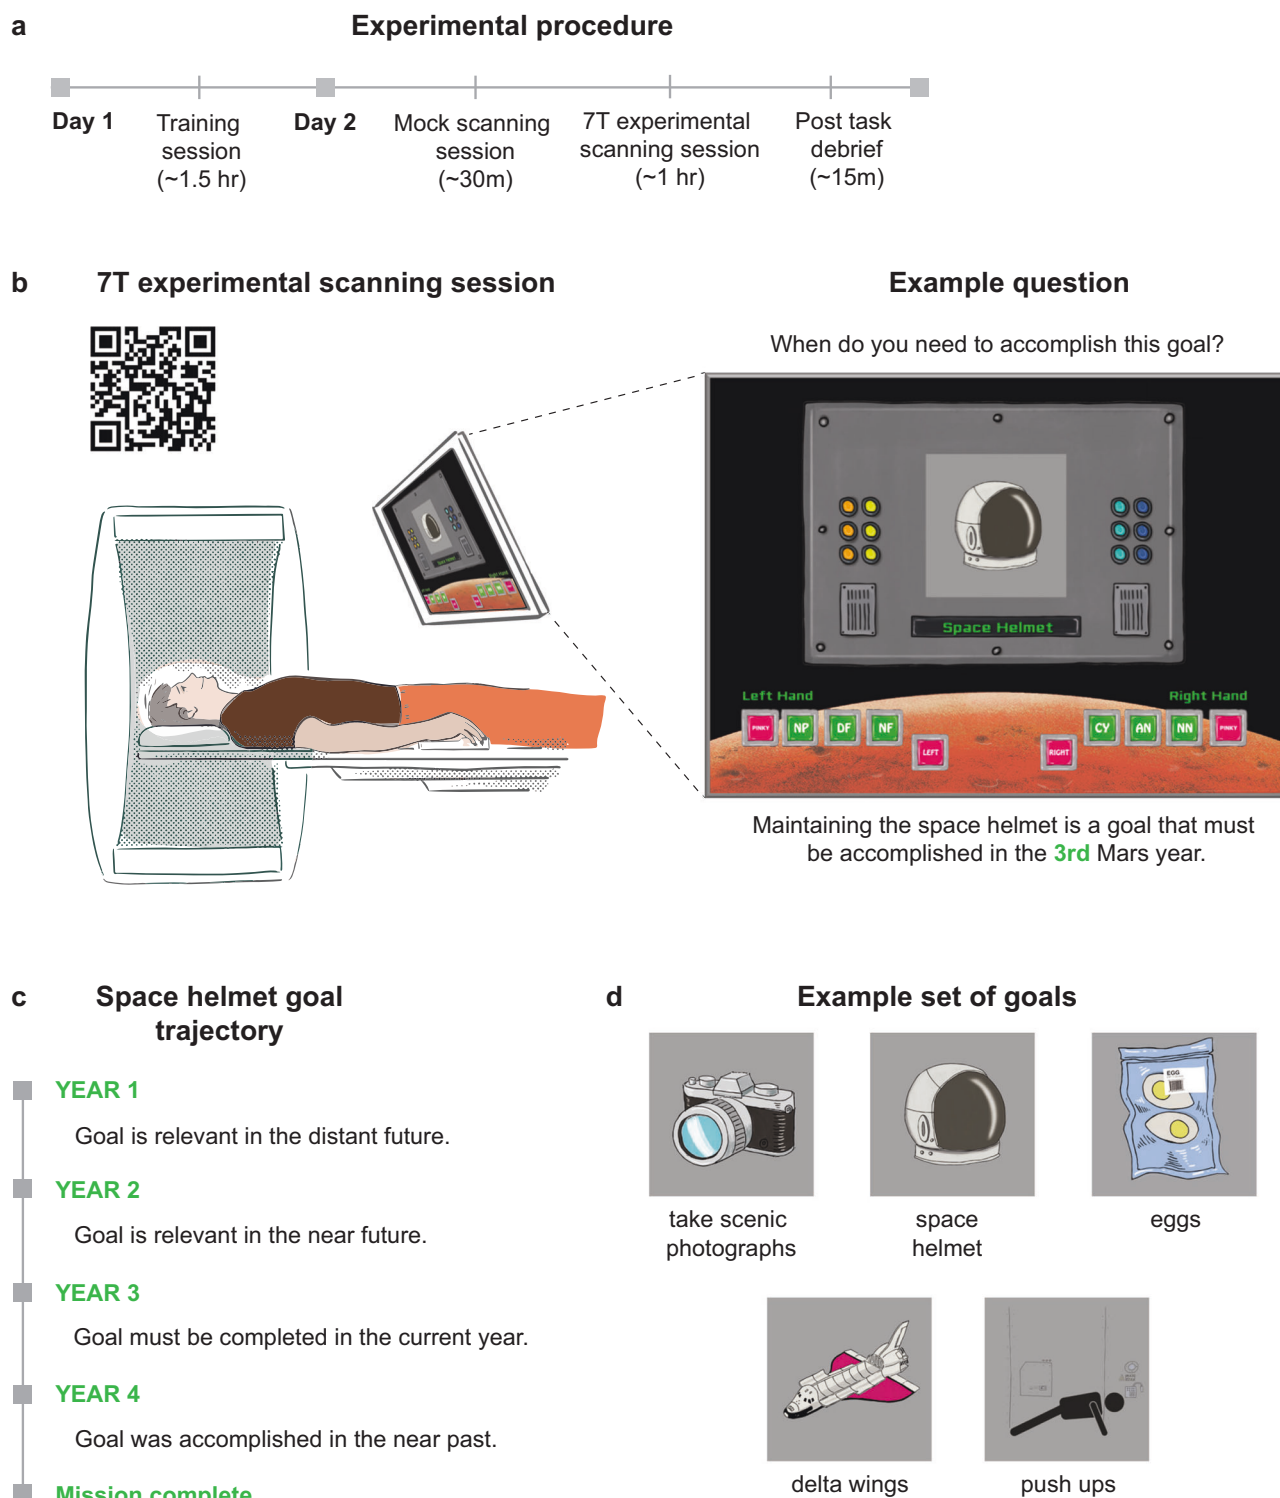 a
Experimental procedure
Day 1
Training
session
(~1.5 hr)
Day 2
Mock scanning
session
(~30m)
7T experimental
scanning session
(~1 hr)
Post task
debrief
(~15m)
b
7T experimental scanning session
Example question
When do you need to accomplish this goal?
Space Helmet
Left Hand
Right Hand
PINKY
NP
DF
NF
LEFT
RIGHT
CY
AN
NN
PINKY
Maintaining the space helmet is a goal that must
be accomplished in the 3rd Mars year.
c
Space helmet goal
trajectory
YEAR 1
Goal is relevant in the distant future.
YEAR 2
Goal is relevant in the near future.
YEAR 3
Goal must be completed in the current year.
YEAR 4
Goal was accomplished in the near past.
Mission complete
d
Example set of goals
EGG
take scenic
photographs
space
helmet
eggs
delta wings
push ups